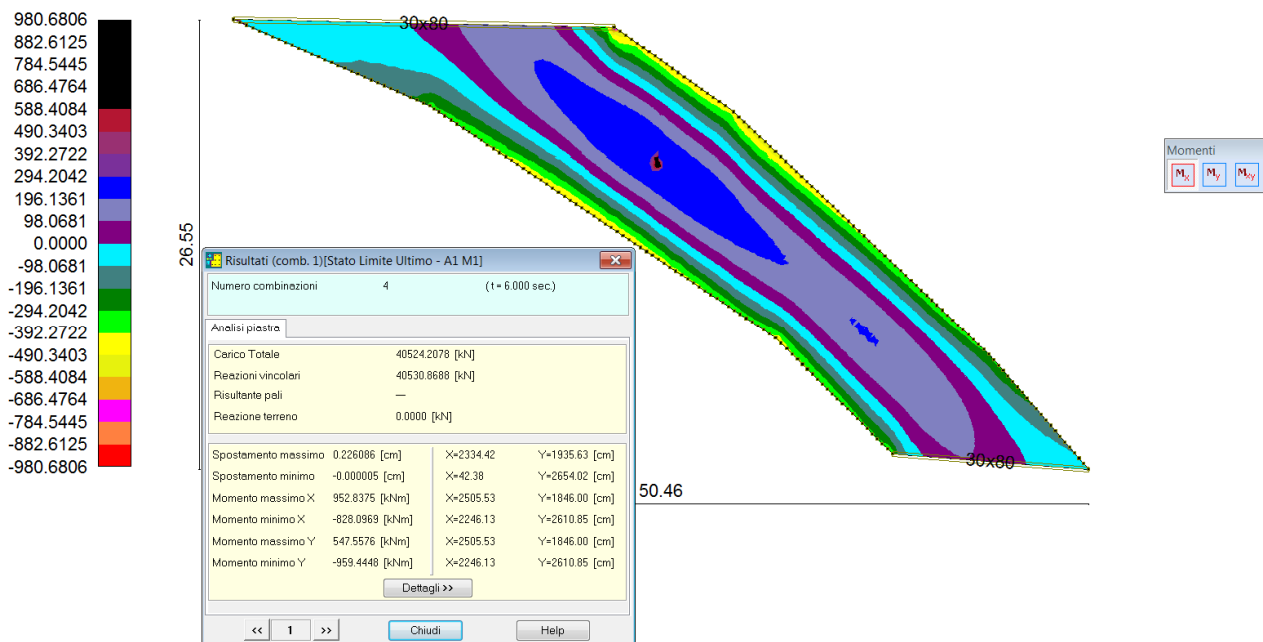 980.6806
882.6125
784.5445
686.4764
588.4084
490.3403
392.2722
294.2042
196.1361
98.0681
0.0000
-98.0681
-196.1361
-294.2042
-392.2722
-490.3403
-588.4084
-686.4764
-784.5445
-882.6125
-980.6806
30x80
26.55
Momenti
Mx My Mxy
Risultati (comb. 1)[Stato Limite Ultimo - A1 M1]
Numero combinazioni 4 ( t = 6.000 sec.)
Analisi piastra
Carico Totale 40524.2078 [kN]
Reazioni vincolari 40530.8688 [kN]
Risultante pali —
Reazione terreno 0.0000 [kN]
Spostamento massimo 0.226086 [cm] X=2334.42 Y=1935.63 [cm]
Spostamento minimo -0.000005 [cm] X=42.38 Y=2654.02 [cm]
Momento massimo X 952.8375 [kNm] X=2505.53 Y=1846.00 [cm]
Momento minimo X -828.0969 [kNm] X=2246.13 Y=2610.85 [cm]
Momento massimo Y 547.5576 [kNm] X=2505.53 Y=1846.00 [cm]
Momento minimo Y -959.4448 [kNm] X=2246.13 Y=2610.85 [cm]
Dettagli >>
<< 1 >> Chiudi Help
30x80
50.46